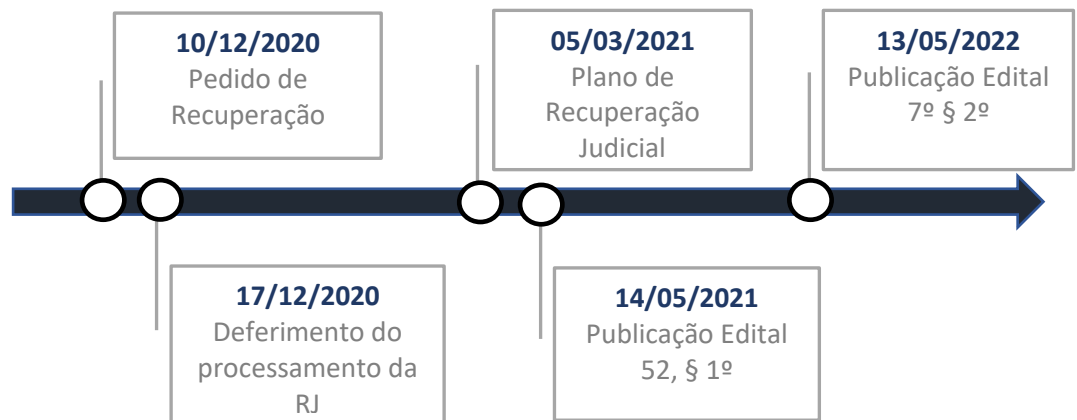 10/12/2020
Pedido de
Recuperação
05/03/2021
Plano de
Recuperação
Judicial
13/05/2022
Publicação Edital
7º § 2º
17/12/2020
Deferimento do
processamento da
RJ
14/05/2021
Publicação Edital
52, § 1º